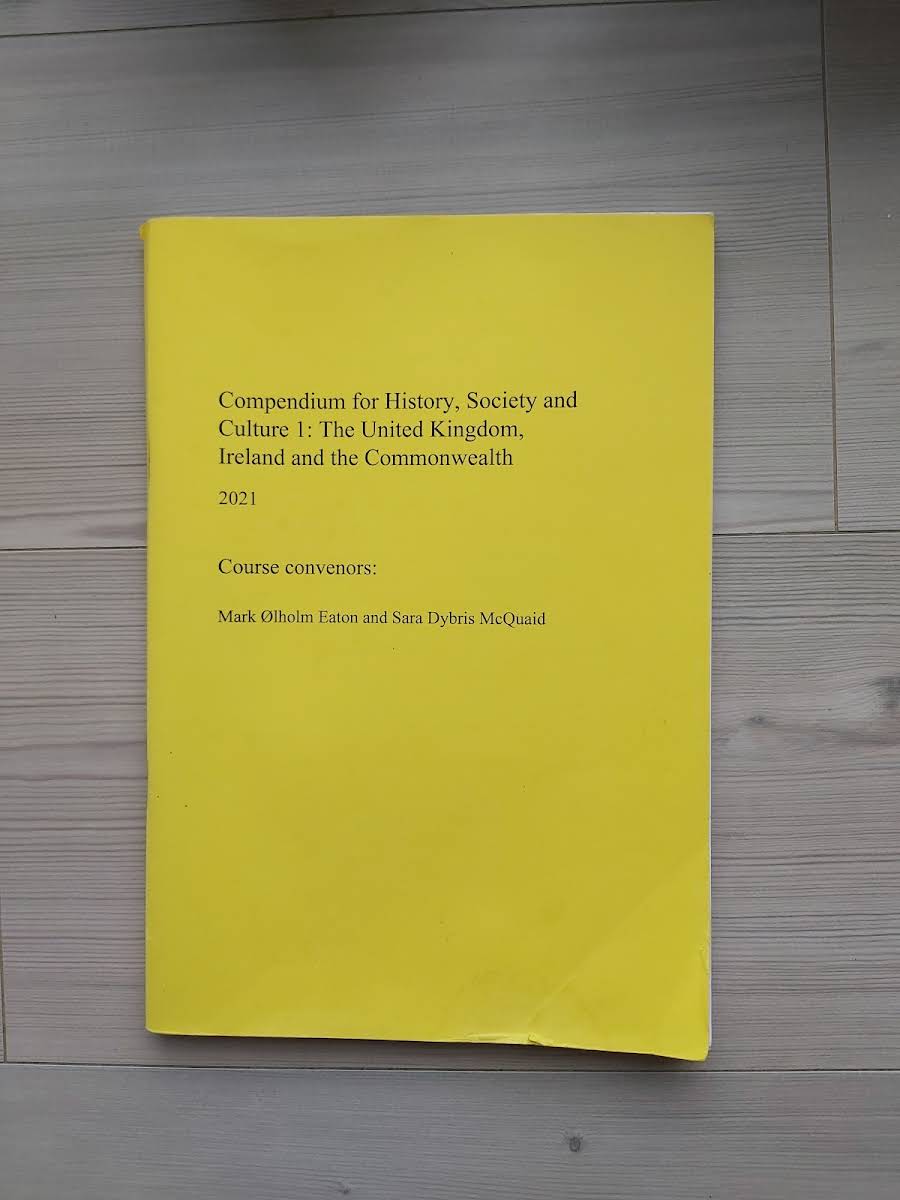 Compendium for History, Society and
Culture 1: The United Kingdom,
Ireland and the Commonwealth
2021
Course convenors:
Mark Ølholm Eaton and Sara Dybris McQuaid